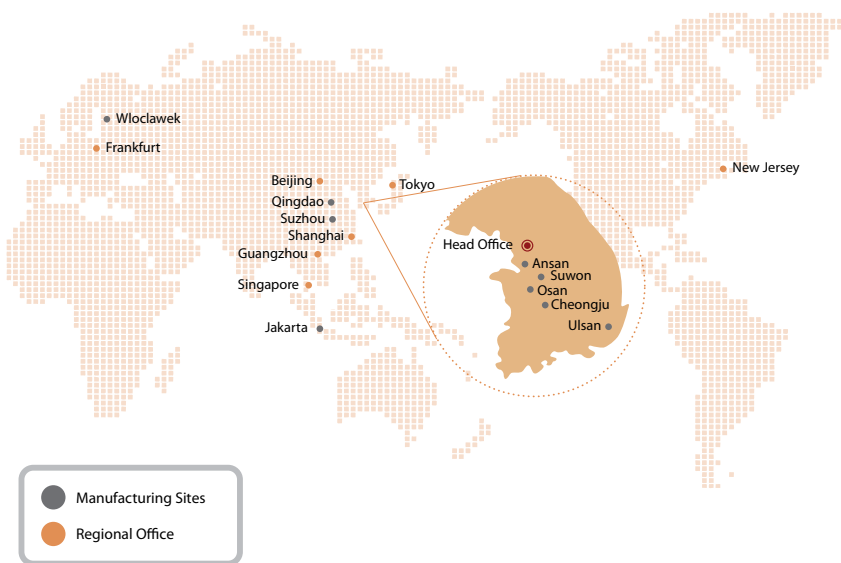 Wloclawek
Frankfurt
Beijing
Tokyo
Qingdao
Suzhou
Shanghai
Guangzhou
Singapore
Jakarta
New Jersey
Head Office
Ansan
Suwon
Osan
Cheongju
Ulsan
Manufacturing Sites
Regional Office